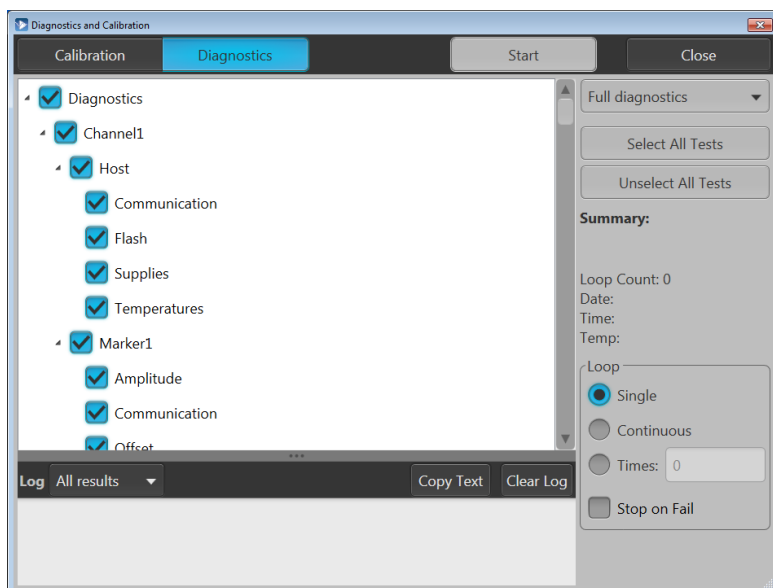 Diagnostics and Calibration
Calibration
Diagnostics
Start
Close
Diagnostics
Channel1
Host
Communication
Flash
Supplies
Temperatures
Marker1
Amplitude
Communication
Offset
Full diagnostics
Select All Tests
Unselect All Tests
Summary:
Loop Count: 0
Date:
Time:
Temp:
Loop
Single
Continuous
Times: 0
Stop on Fail
Log All results
Copy Text
Clear Log